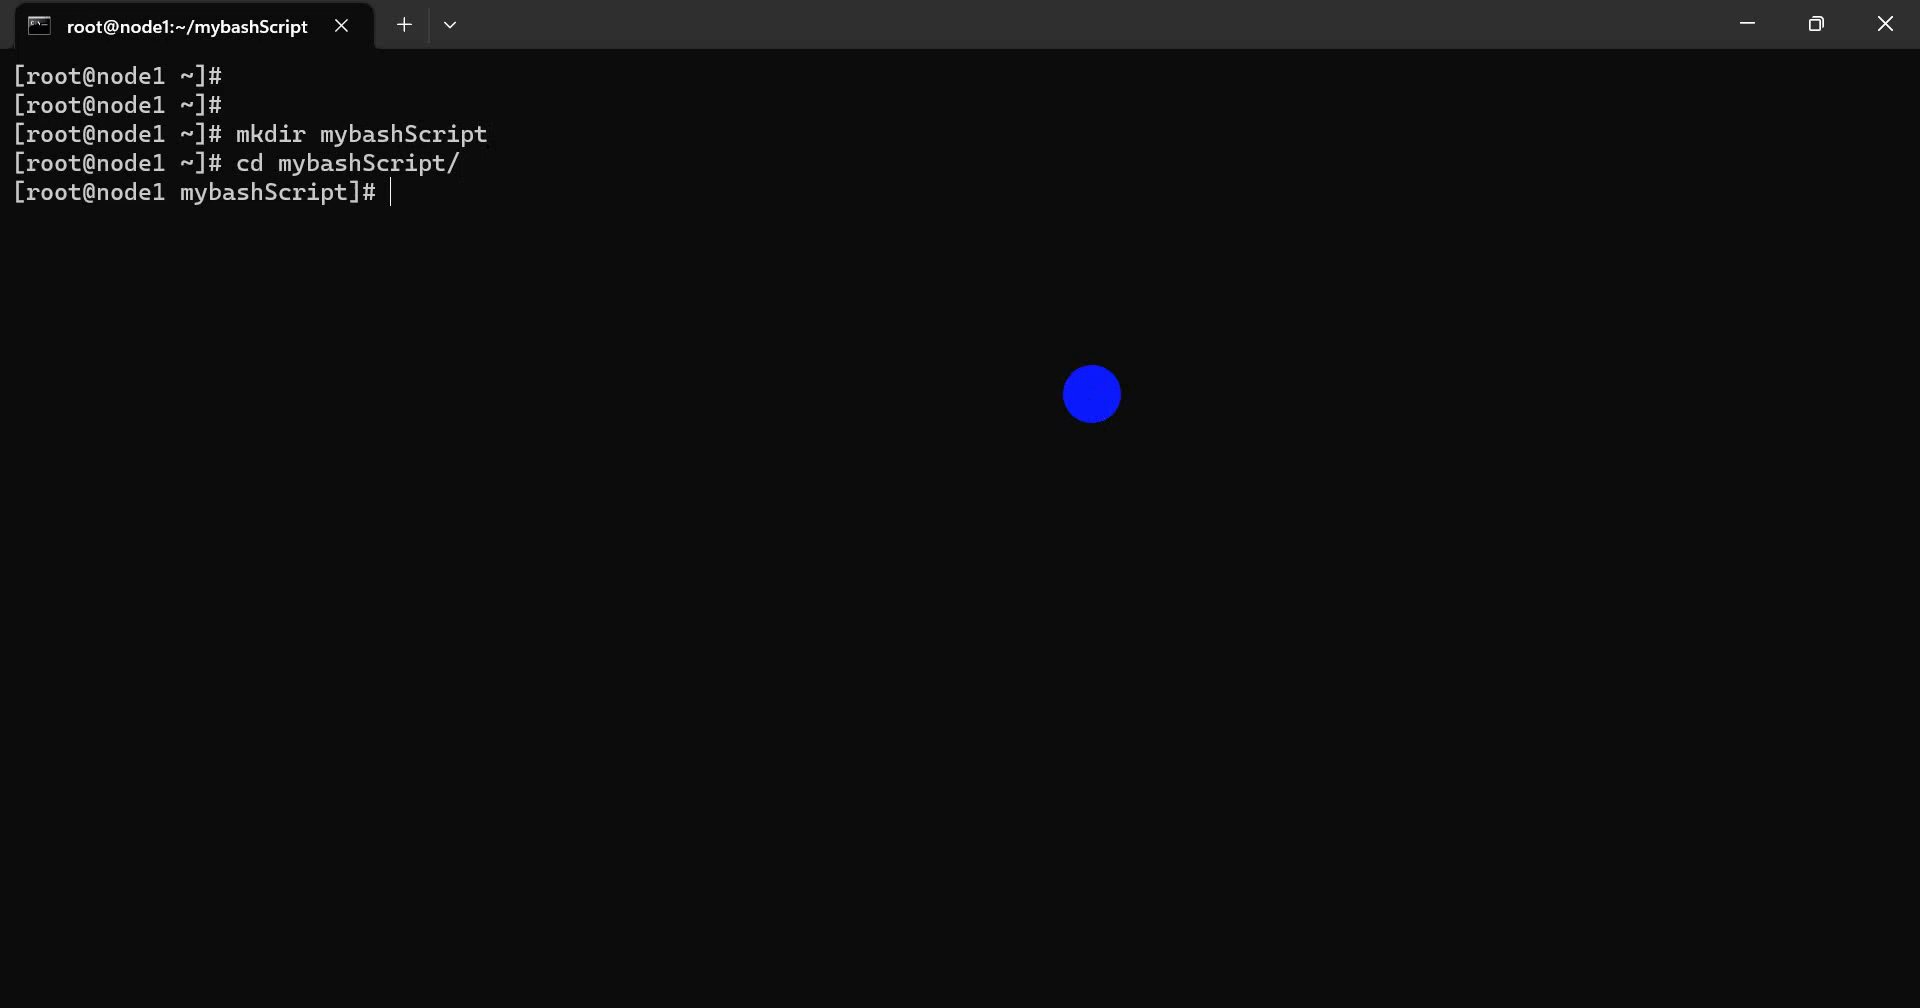 root@node1:~/mybashScript
[root@node1 ~]#
[root@node1 ~]#
[root@node1 ~]# mkdir mybashScript
[root@node1 ~]# cd mybashScript/
[root@node1 mybashScript]#